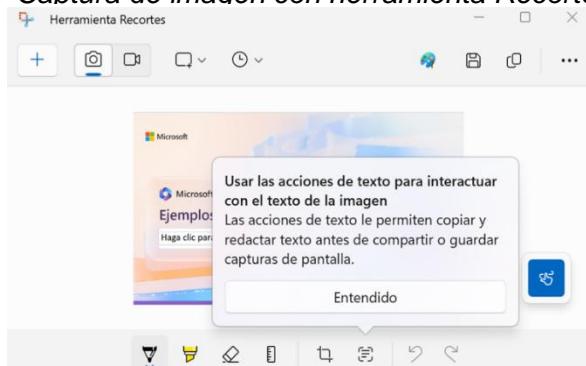 Captura de imagen con herramienta Recorte
Herramienta Recortes
Microsoft
Microsof
Ejemplos
Haga clic par
Usar las acciones de texto para interactuar
con el texto de la imagen
Las acciones de texto le permiten copiar y
redactar texto antes de compartir o guardar
capturas de pantalla.
Entendido